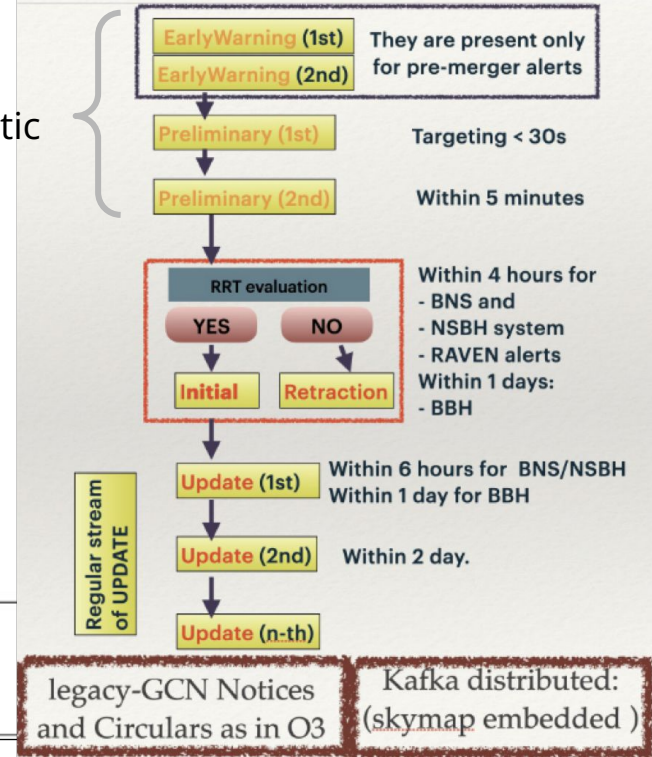 tic
EarlyWarning (1st)
EarlyWarning (2nd)
They are present only
for pre-merger alerts
Preliminary (1st)
Targeting < 30s
Preliminary (2nd)
Within 5 minutes
RRT evaluation
YES
NO
Initial
Retraction
Within 4 hours for
- BNS and
- NSBH system
- RAVEN alerts
Within 1 days:
- BBH
Update (1st)
Within 6 hours for BNS/NSBH
Within 1 day for BBH
Regular stream
of UPDATE
Update (2nd)
Within 2 day.
Update (n-th)
legacy-GCN Notices
and Circulars as in O3
Kafka distributed:
(skymap embedded )